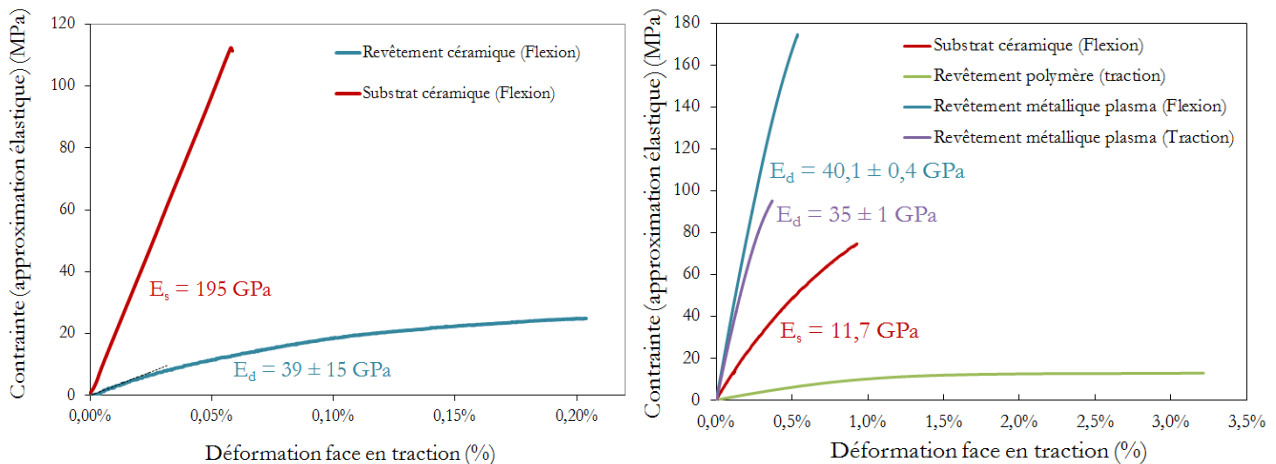 Contrainte (approximation élastique) (MPa)
120
100
80
60
40
20
0
Revêtement céramique (Flexion)
Substrat céramique (Flexion)
E_s = 195 GPa
E_d = 39 ± 15 GPa
0,00%
0,05%
0,10%
0,15%
0,20%
Déformation face en traction (%)
Contrainte (approximation élastique) (MPa)
180
160
140
120
100
80
60
40
20
0
Substrat céramique (Flexion)
Revêtement polymère (traction)
Revêtement métallique plasma (Flexion)
Revêtement métallique plasma (Traction)
E_d = 40,1 ± 0,4 GPa
E_d = 35 ± 1 GPa
E_s = 11,7 GPa
0,0%
0,5%
1,0%
1,5%
2,0%
2,5%
3,0%
3,5%
Déformation face en traction (%)